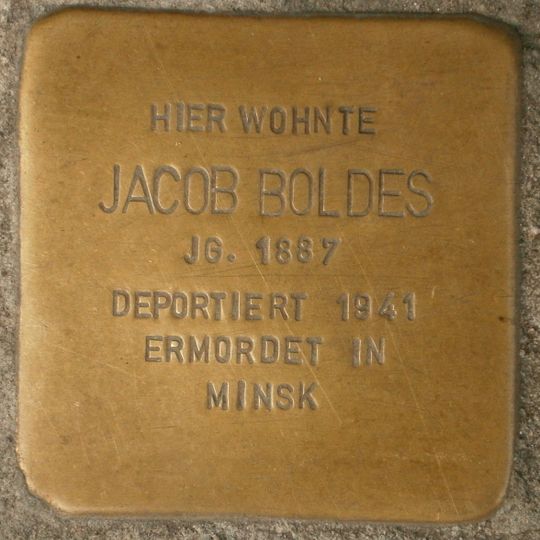 HIER WOHNTE
JACOB BOLDES
JG. 1887
DEPORTIERT 1941
ERMORDET IN
MINSK